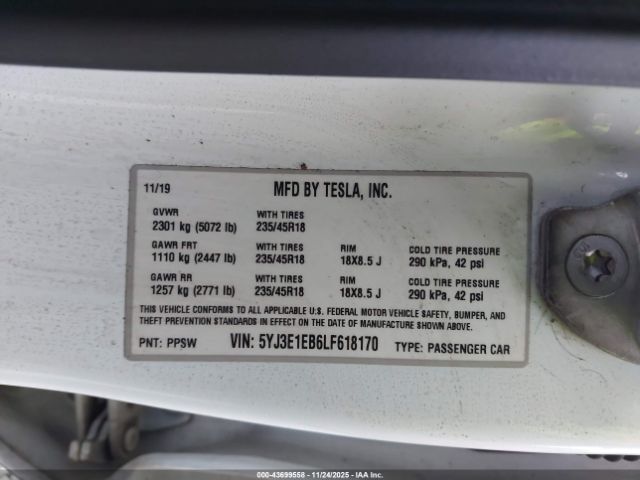 11/19 MFD BY TESLA, INC.
GVWR WITH TIRES
2301 kg (5072 lb) 235/45R18
GAWR FRT WITH TIRES RIM COLD TIRE PRESSURE
1110 kg (2447 lb) 235/45R18 18X8.5 J 290 kPa, 42 psi
GAWR RR WITH TIRES RIM COLD TIRE PRESSURE
1257 kg (2771 lb) 235/45R18 18X8.5 J 290 kPa, 42 psi
THIS VEHICLE CONFORMS TO ALL APPLICABLE U.S. FEDERAL MOTOR VEHICLE SAFETY, BUMPER, AND
THEFT PREVENTION STANDARDS IN EFFECT ON THE DATE OF MANUFACTURE SHOWN ABOVE.
PNT: PPSW VIN: 5YJ3E1EB6LF618170 TYPE: PASSENGER CAR
000-43699558 - 11/24/2025 - IAA, Inc.